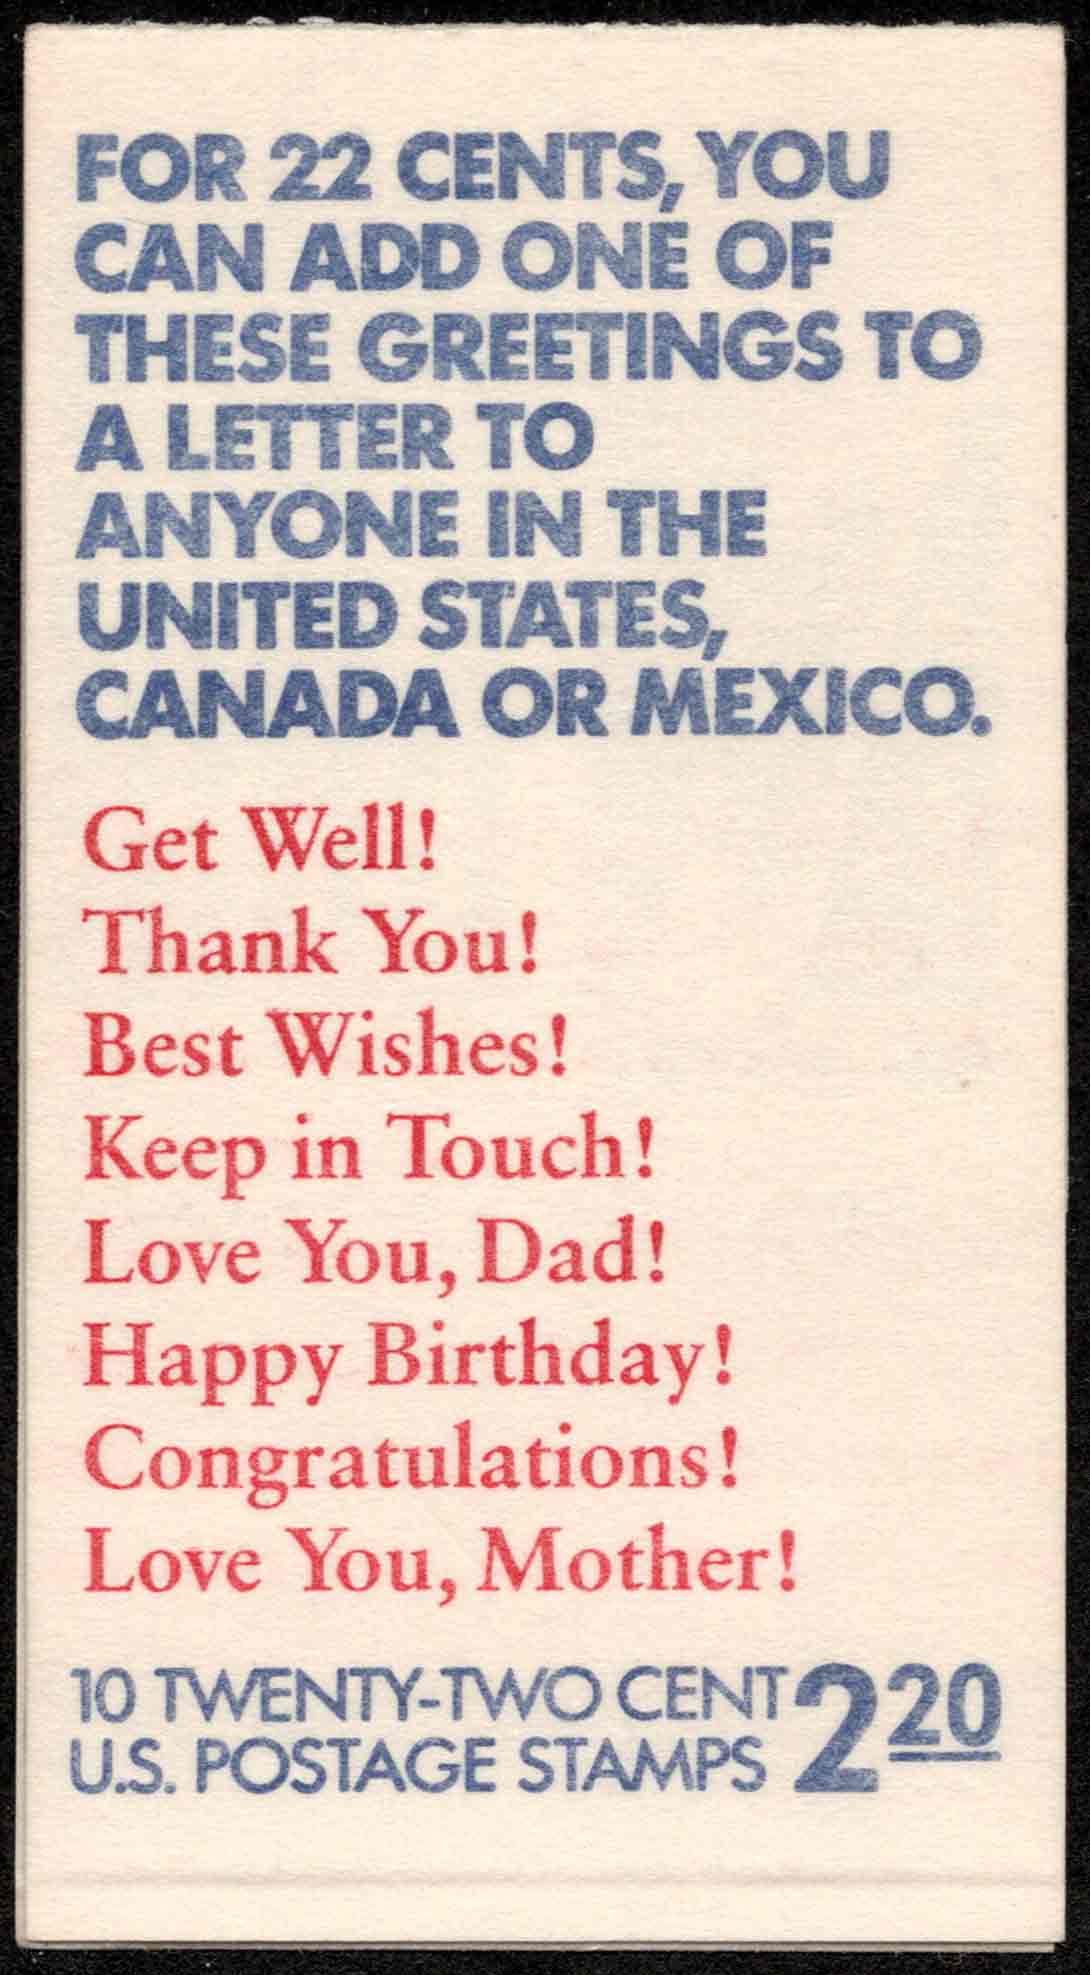 FOR 22 CENTS, YOU
CAN ADD ONE OF
THESE GREETINGS TO
A LETTER TO
ANYONE IN THE
UNITED STATES,
CANADA OR MEXICO.
Get Well!
Thank You!
Best Wishes!
Keep in Touch!
Love You, Dad!
Happy Birthday!
Congratulations!
Love You, Mother!
10 TWENTY-TWO CENT
U.S. POSTAGE STAMPS 2 20